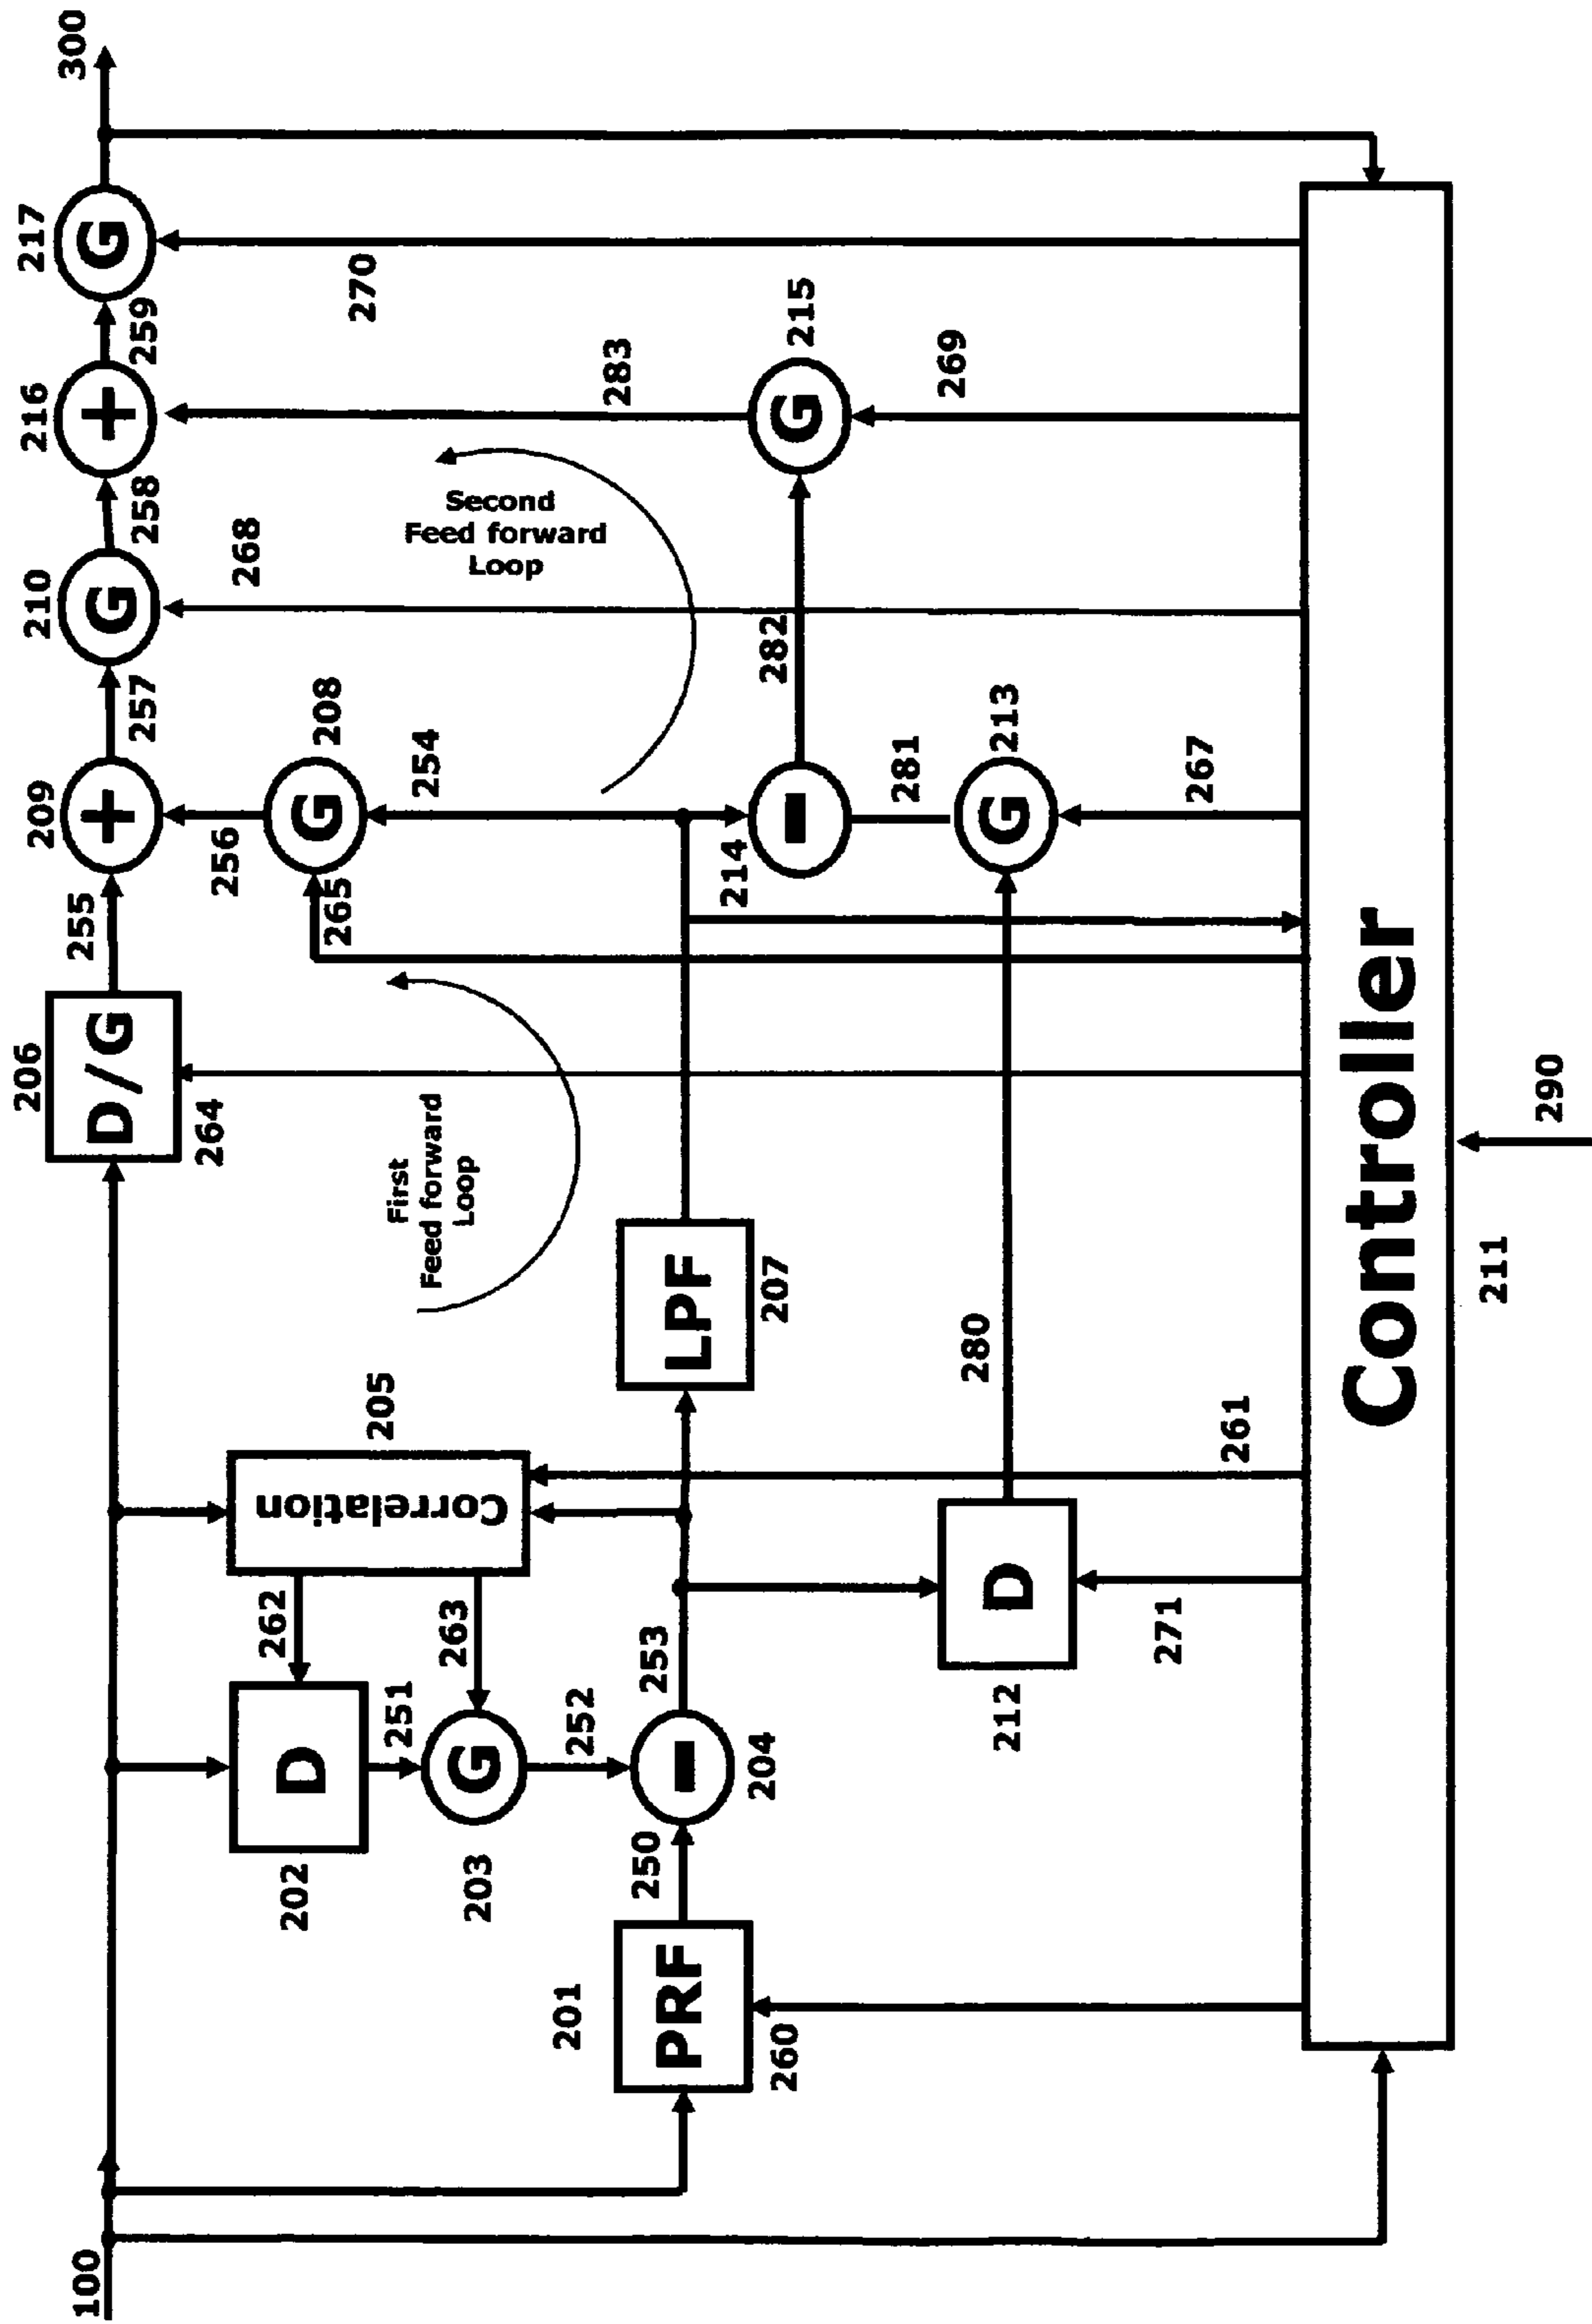 100
300
206
209
210
216
217
D/G
+
G
+
G
255
257
258
259
264
202
D
262
251
205
Correlation
263
203
G
252
256
G
208
265
254
268
270
First
Feed forward
Loop
Second
Feed forward
Loop
201
PRF
250
260
204
−
253
LPF
207
214
−
282
283
G
215
269
212
D
271
280
261
281
G
213
267
Controller
211
290